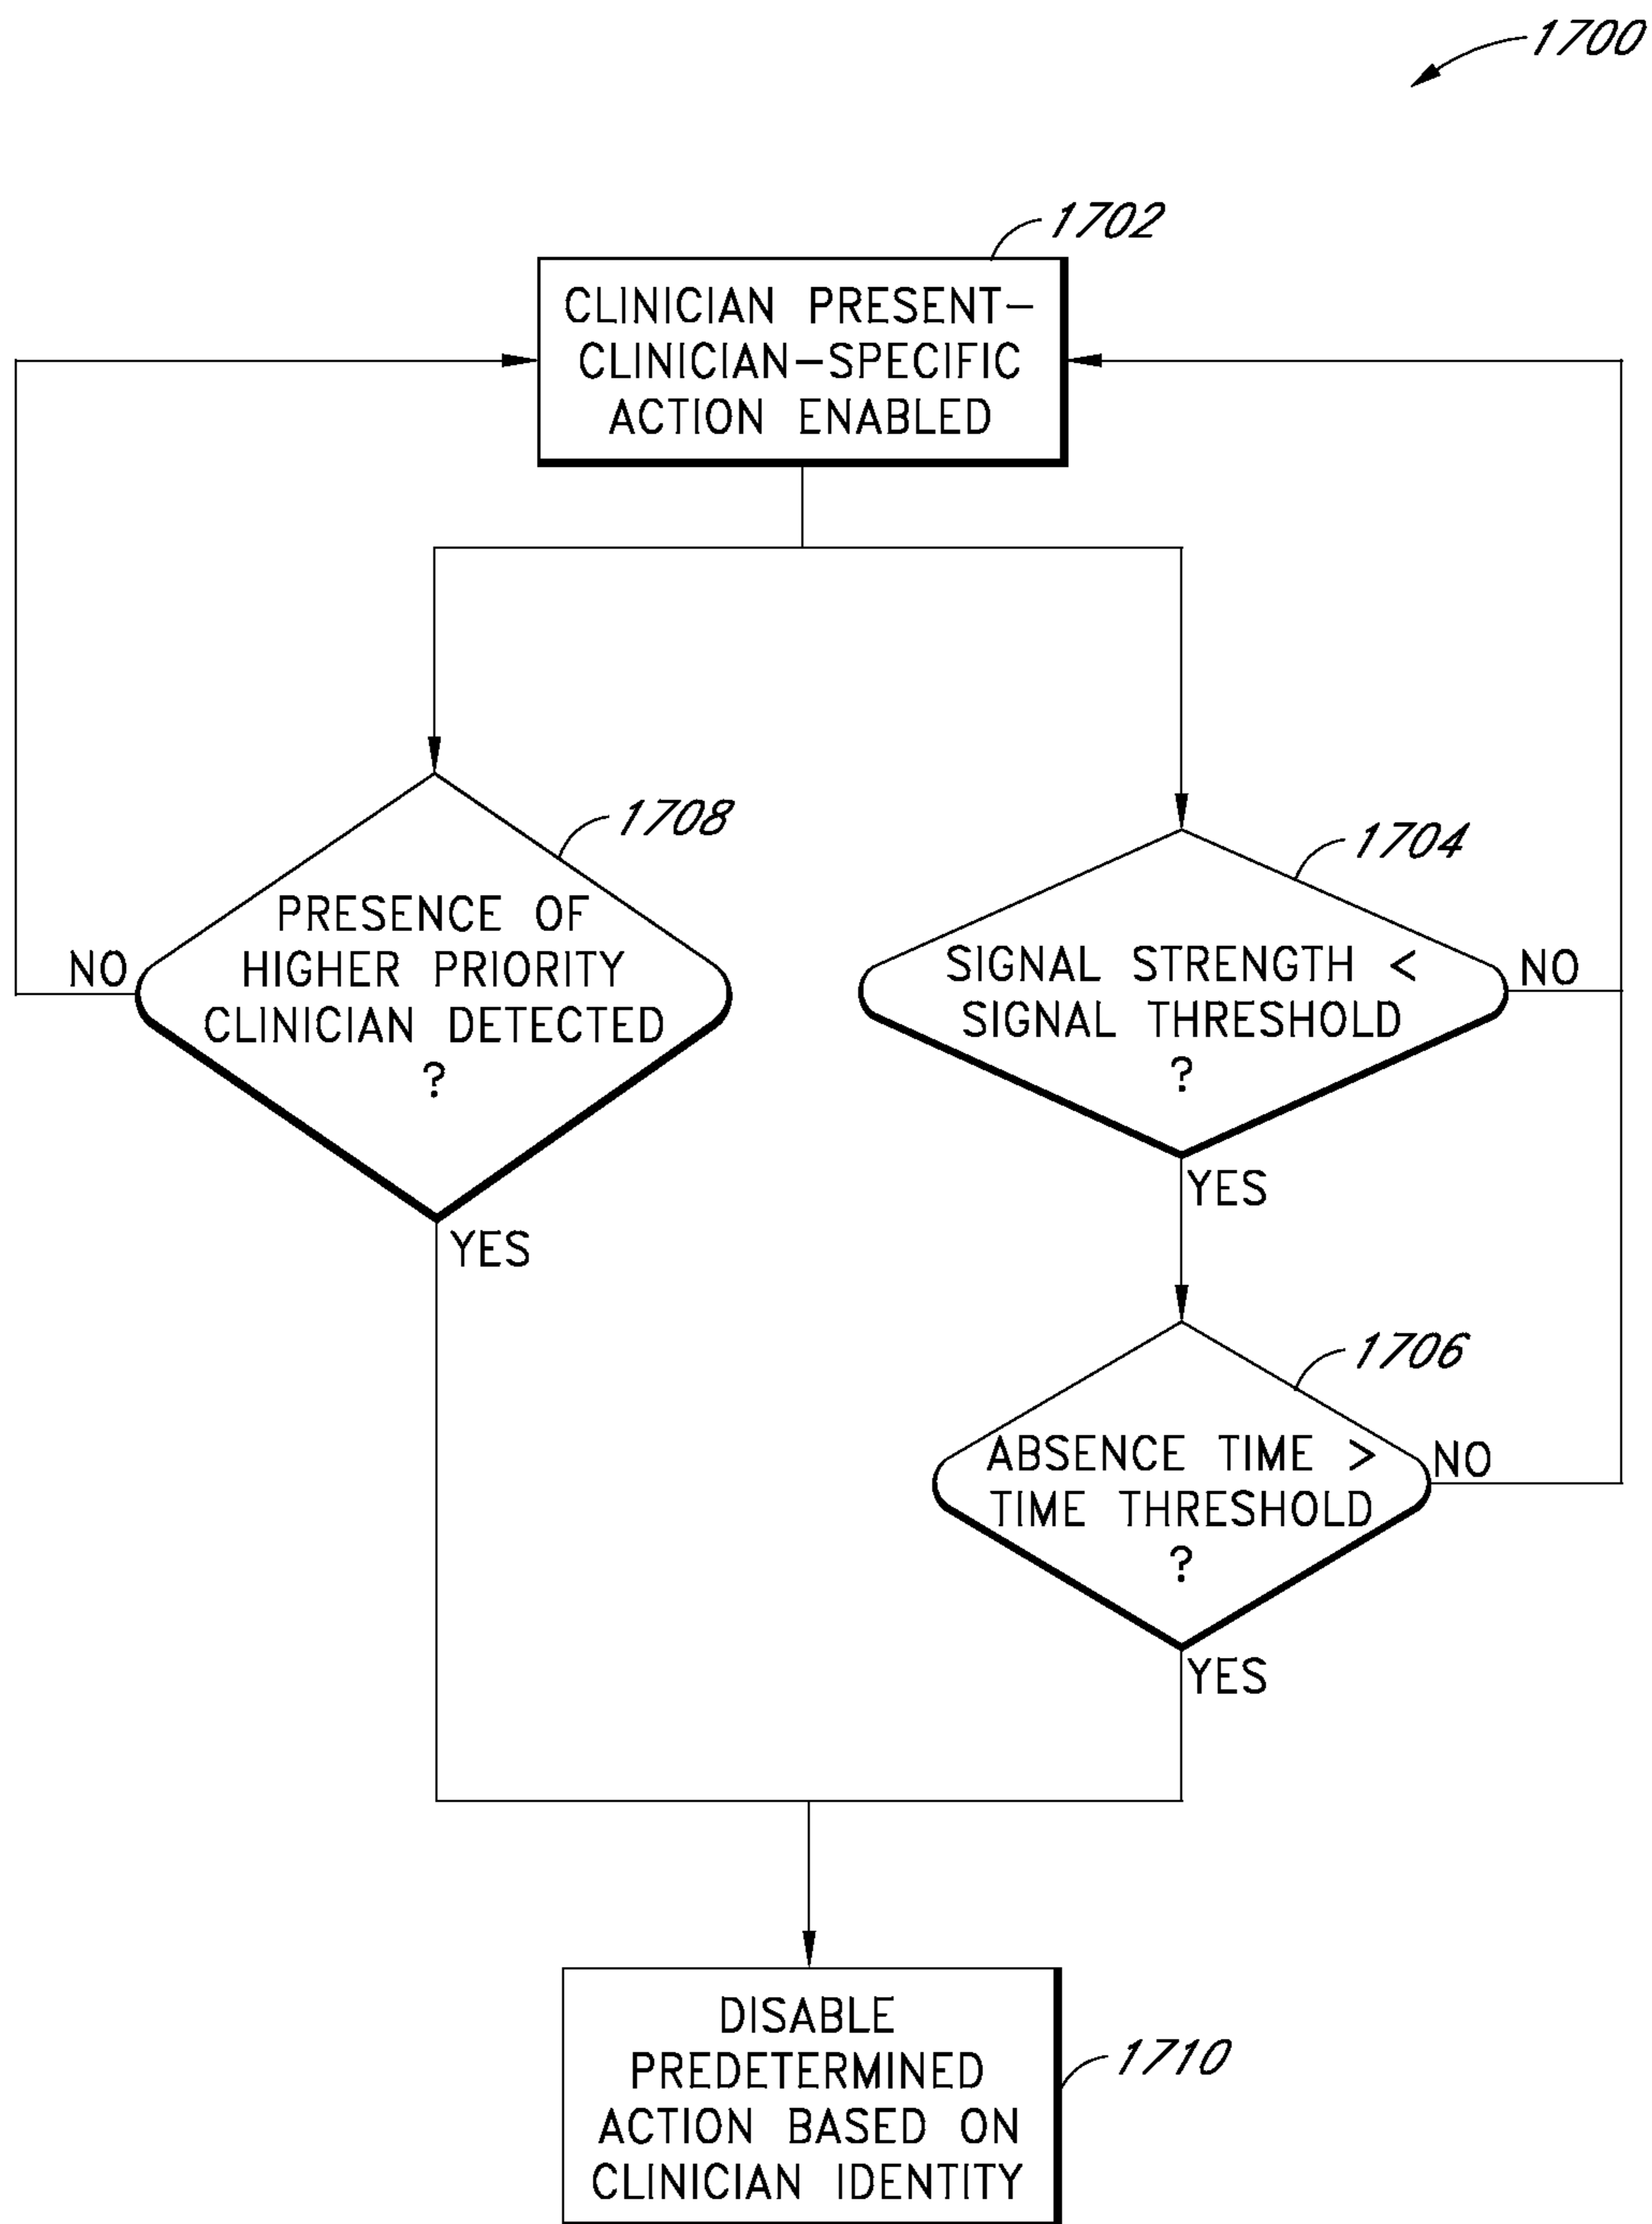 1700
1702
CLINICIAN PRESENT-
CLINICIAN-SPECIFIC
ACTION ENABLED
1708
PRESENCE OF
HIGHER PRIORITY
CLINICIAN DETECTED
?
NO
YES
1704
SIGNAL STRENGTH <
SIGNAL THRESHOLD
?
NO
YES
1706
ABSENCE TIME >
TIME THRESHOLD
?
NO
YES
DISABLE
PREDETERMINED
ACTION BASED ON
CLINICIAN IDENTITY
1710